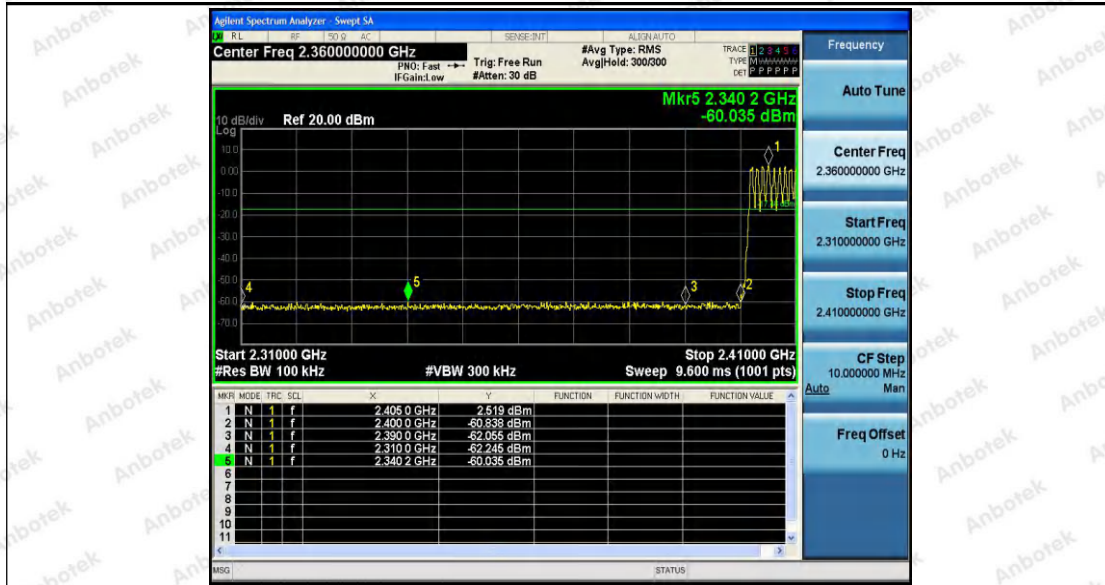 Agilent Spectrum Analyzer - Swept SA
RL RF 50 Ω AC SENSE:INT ALIGN AUTO
Center Freq 2.360000000 GHz
PNO: Fast
IFGain:Low
Trig: Free Run
#Atten: 30 dB
#Avg Type: RMS
Avg|Hold: 300/300
TRACE 1 2 3 4 5 6
TYPE M
DET P P P P P P
Mkr5 2.340 2 GHz
-60.035 dBm
10 dB/div Ref 20.00 dBm
Log
10.0
0.00
-10.0
-20.0
-30.0
-40.0
-50.0
-60.0
-70.0
1
2
3
4
5
Start 2.31000 GHz Stop 2.41000 GHz
#Res BW 100 kHz #VBW 300 kHz Sweep 9.600 ms (1001 pts)
MKR MODE TRC SCL X Y FUNCTION FUNCTION WIDTH FUNCTION VALUE
1 N 1 f 2.405 0 GHz 2.519 dBm
2 N 1 f 2.400 0 GHz -60.838 dBm
3 N 1 f 2.390 0 GHz -62.055 dBm
4 N 1 f 2.310 0 GHz -62.245 dBm
5 N 1 f 2.340 2 GHz -60.035 dBm
6
7
8
9
10
11
MSG STATUS
Frequency
Auto Tune
Center Freq
2.360000000 GHz
Start Freq
2.310000000 GHz
Stop Freq
2.410000000 GHz
CF Step
10.000000 MHz
Auto Man
Freq Offset
0 Hz
Anbotek